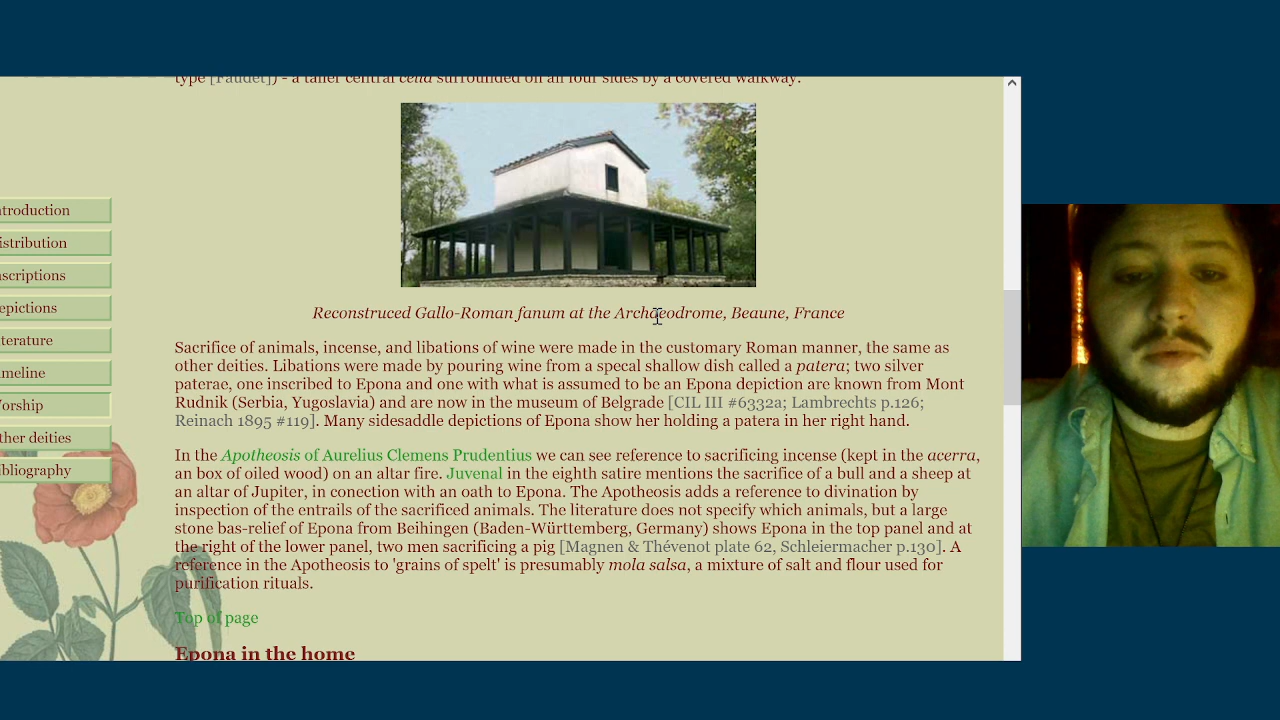 type [Faudet]) - a taller central cella surrounded on all four sides by a covered walkway.
Reconstruced Gallo-Roman fanum at the Archaeodrome, Beaune, France
ntroduction
istribution
scriptions
epictions
terature
meline
orship
ther deities
bliography
Sacrifice of animals, incense, and libations of wine were made in the customary Roman manner, the same as
other deities. Libations were made by pouring wine from a specal shallow dish called a patera; two silver
paterae, one inscribed to Epona and one with what is assumed to be an Epona depiction are known from Mont
Rudnik (Serbia, Yugoslavia) and are now in the museum of Belgrade [CIL III #6332a; Lambrechts p.126;
Reinach 1895 #119]. Many sidesaddle depictions of Epona show her holding a patera in her right hand.
In the Apotheosis of Aurelius Clemens Prudentius we can see reference to sacrificing incense (kept in the acerra,
an box of oiled wood) on an altar fire. Juvenal in the eighth satire mentions the sacrifice of a bull and a sheep at
an altar of Jupiter, in conection with an oath to Epona. The Apotheosis adds a reference to divination by
inspection of the entrails of the sacrificed animals. The literature does not specify which animals, but a large
stone bas-relief of Epona from Beihingen (Baden-Württemberg, Germany) shows Epona in the top panel and at
the right of the lower panel, two men sacrificing a pig [Magnen & Thévenot plate 62, Schleiermacher p.130]. A
reference in the Apotheosis to 'grains of spelt' is presumably mola salsa, a mixture of salt and flour used for
purification rituals.
Top of page
Epona in the home